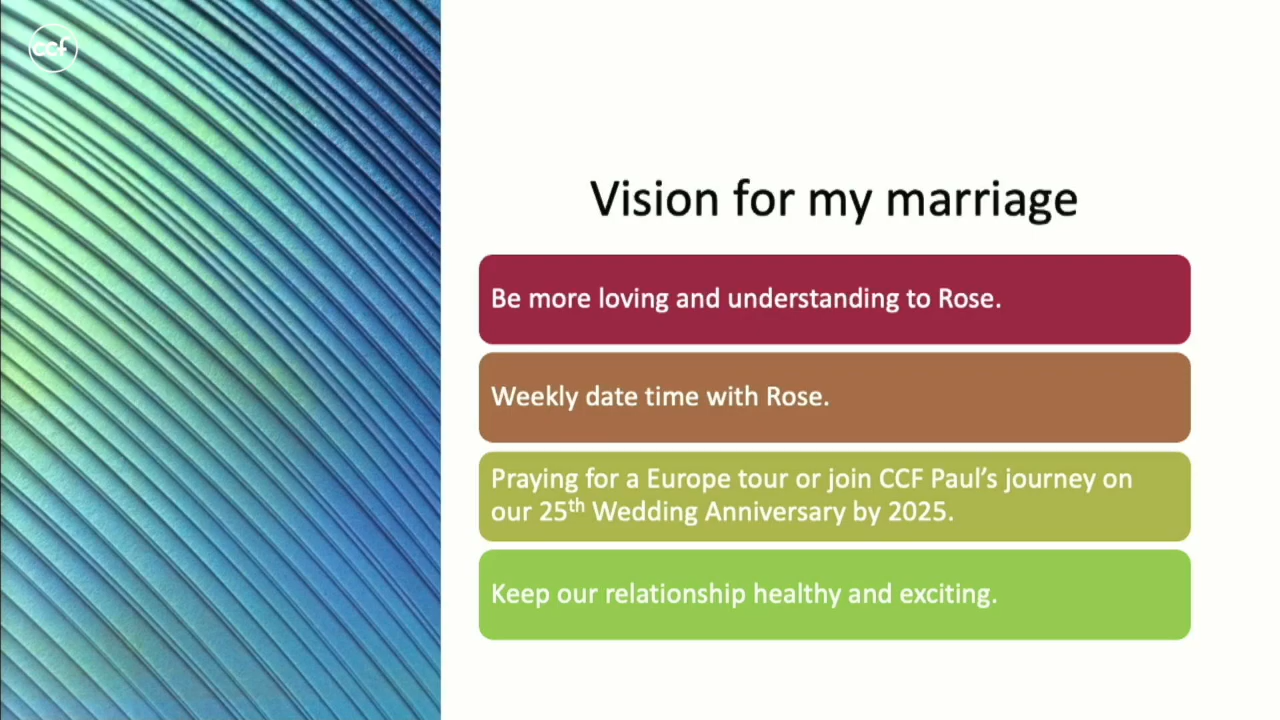 ccf
Vision for my marriage
Be more loving and understanding to Rose.
Weekly date time with Rose.
Praying for a Europe tour or join CCF Paul’s journey on
our 25th Wedding Anniversary by 2025.
Keep our relationship healthy and exciting.